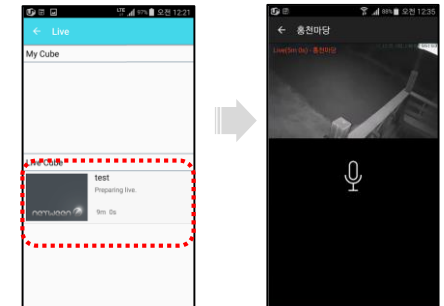 LTE 97% 오전 12:21
← Live
My Cube
Live Cube
test
Preparing live.
9m 0s
88% 오전 12:35
← 홍천마당
Live(5m 0s) - 홍천마당